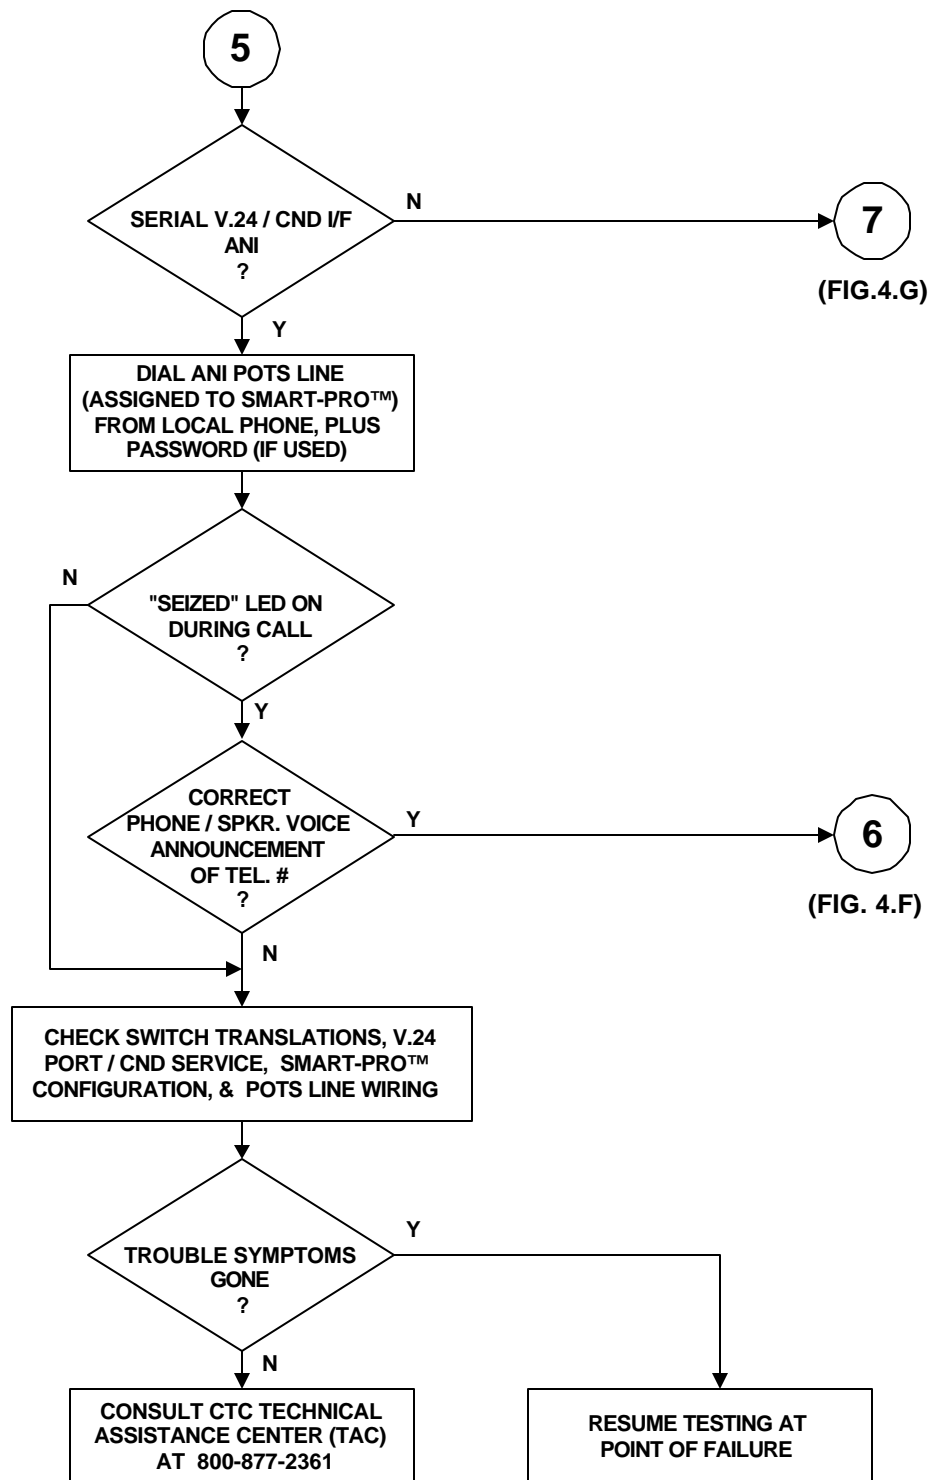 5
SERIAL V.24 / CND I/F
ANI
?
N
7
(FIG.4.G)
Y
DIAL ANI POTS LINE
(ASSIGNED TO SMART-PRO™)
FROM LOCAL PHONE, PLUS
PASSWORD (IF USED)
N
"SEIZED" LED ON
DURING CALL
?
Y
CORRECT
PHONE / SPKR. VOICE
ANNOUNCEMENT
OF TEL. #
?
Y
6
(FIG. 4.F)
N
CHECK SWITCH TRANSLATIONS, V.24
PORT / CND SERVICE, SMART-PRO™
CONFIGURATION, & POTS LINE WIRING
TROUBLE SYMPTOMS
GONE
?
Y
N
CONSULT CTC TECHNICAL
ASSISTANCE CENTER (TAC)
AT 800-877-2361
RESUME TESTING AT
POINT OF FAILURE